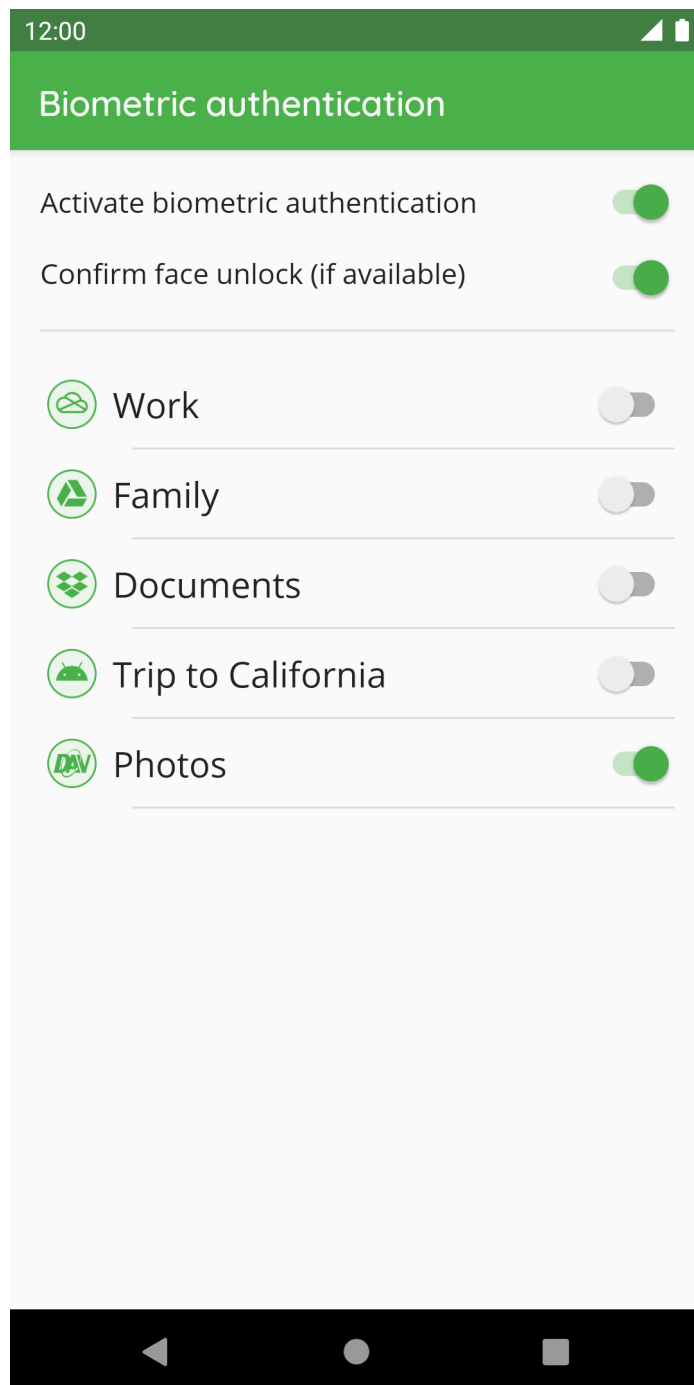 12:00
Biometric authentication
Activate biometric authentication
Confirm face unlock (if available)
Work
Family
Documents
Trip to California
DAV Photos